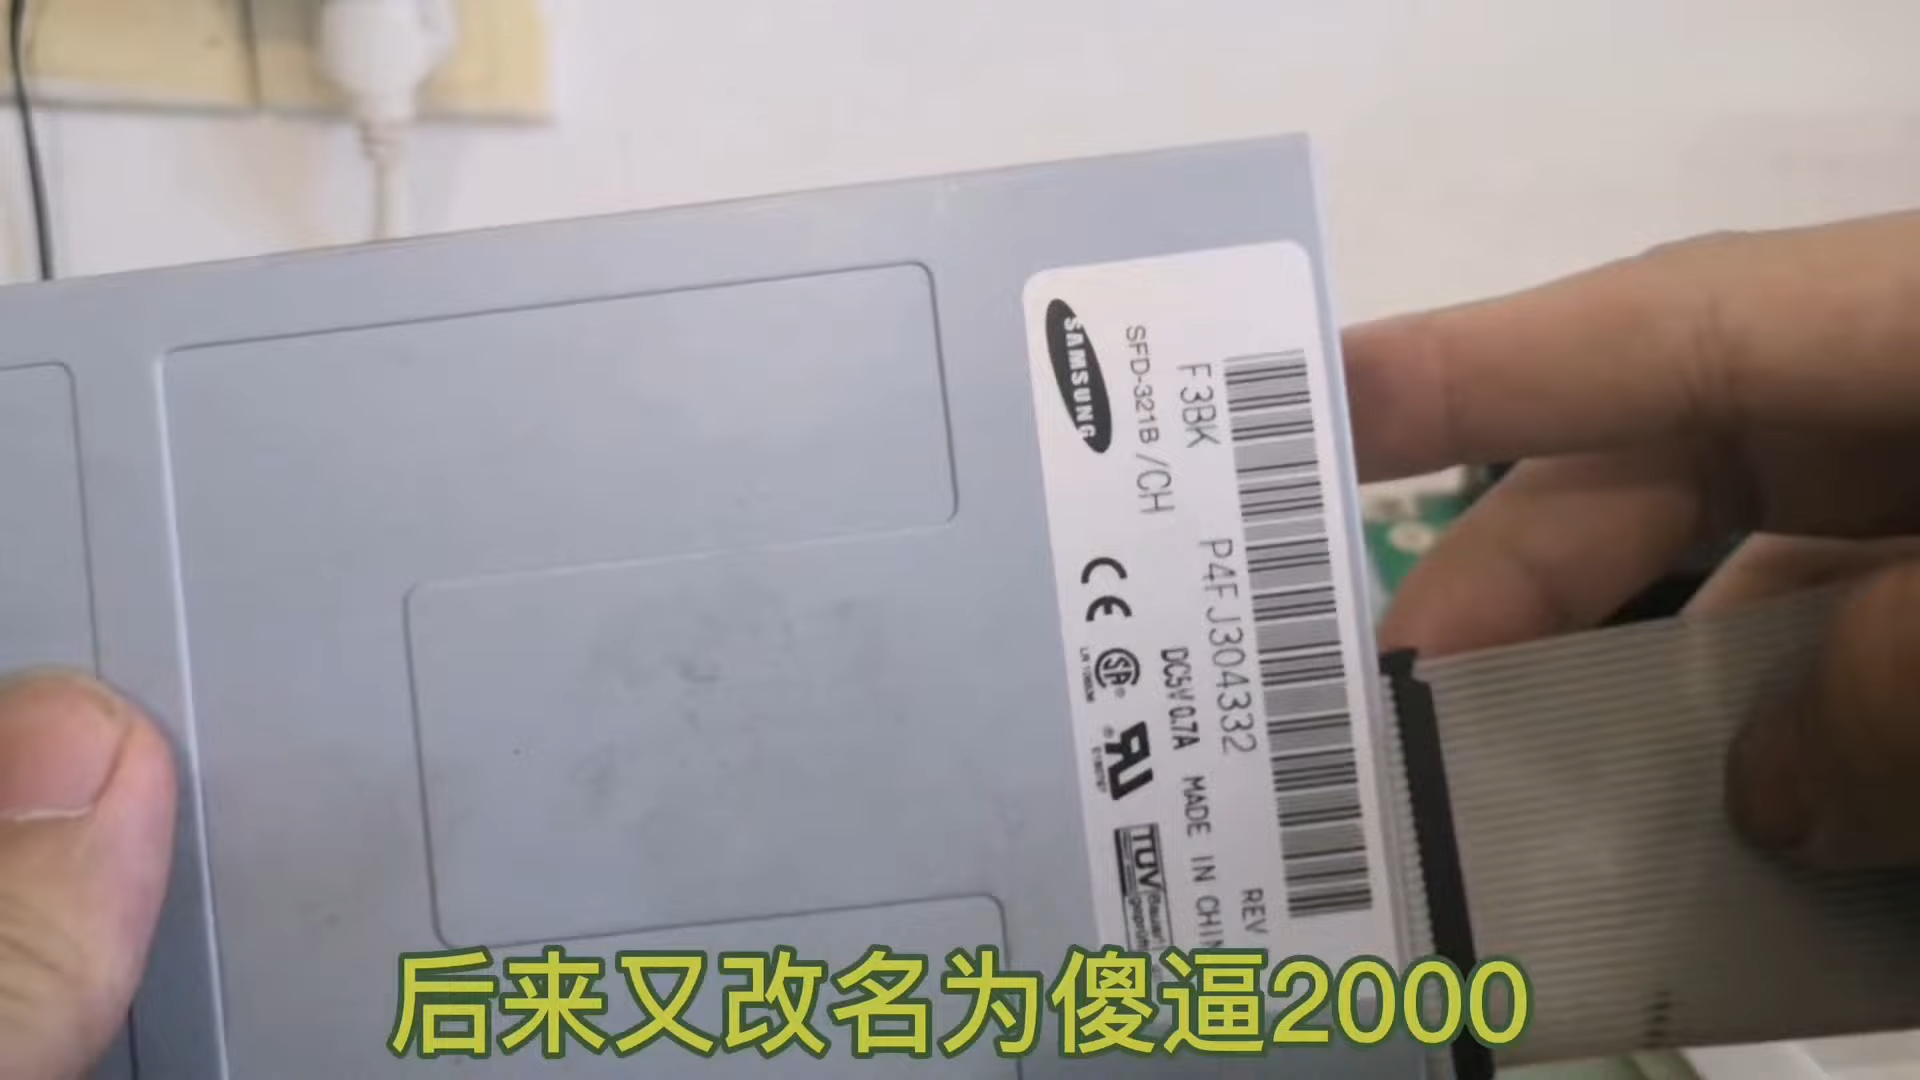 SAMSUNG
SFD-321B /CH
F3BK
P4FJ304332
CE
DC5V 0.7A MADE IN CHIN
REV
TÜV
后来又改名为傻逼2000